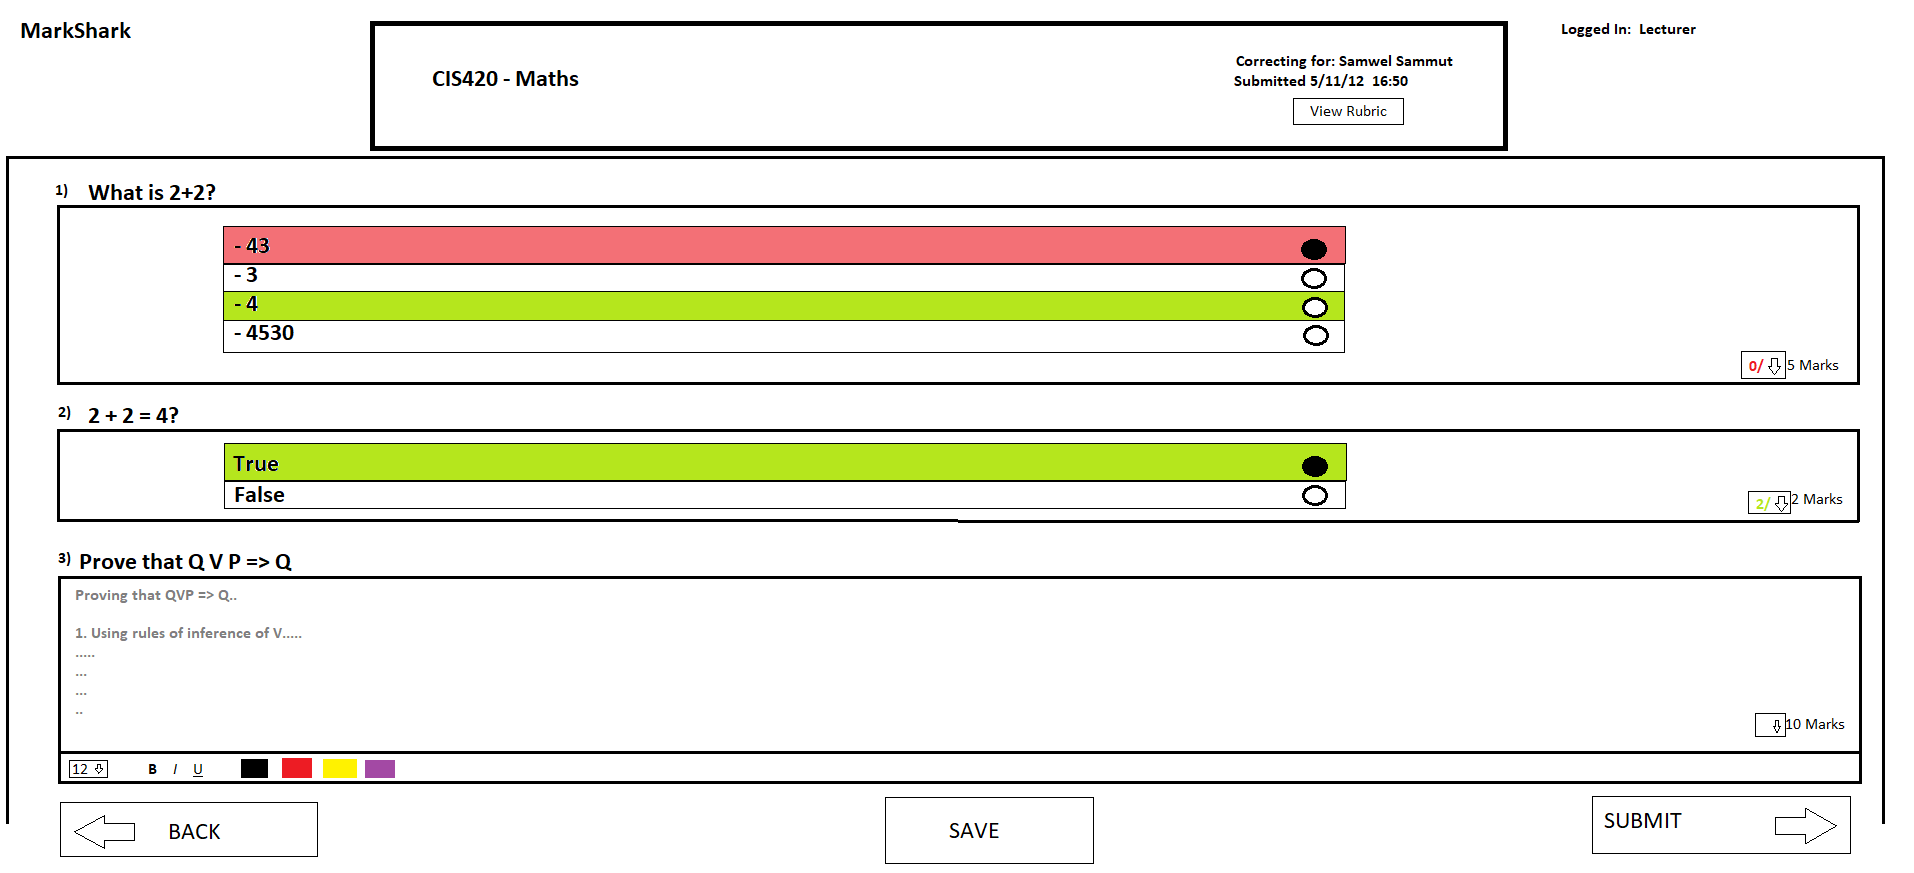 MarkShark
Logged In:  Lecturer
CIS420 - Maths
Correcting for: Samwel Sammut
Submitted 5/11/12  16:50
View Rubric
1) What is 2+2?
- 43
- 3
- 4
- 4530
0/ 5 Marks
2) 2 + 2 = 4?
True
False
2/ 2 Marks
3) Prove that Q V P => Q
Proving that QVP => Q..
1. Using rules of inference of V.....
.....
...
...
..
10 Marks
12 B I U
BACK
SAVE
SUBMIT